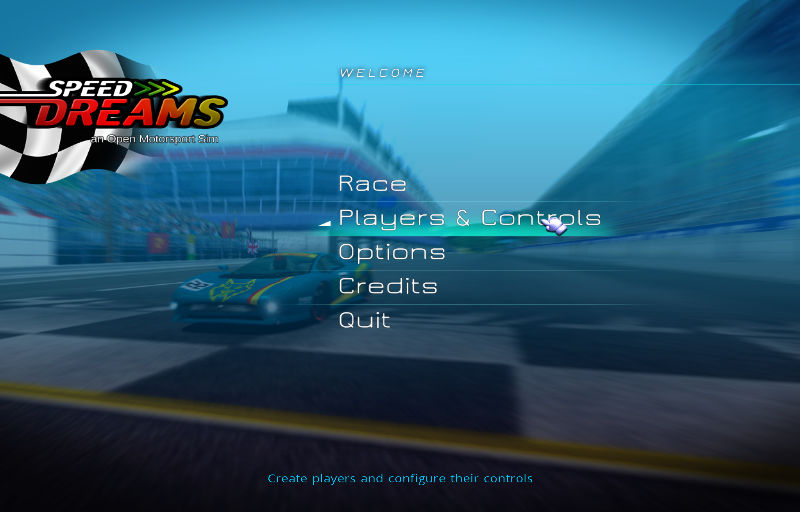 WELCOME
SPEED
DREAMS
an Open Motorsport Sim
Race
Players & Controls
Options
Credits
Quit
Create players and configure their controls